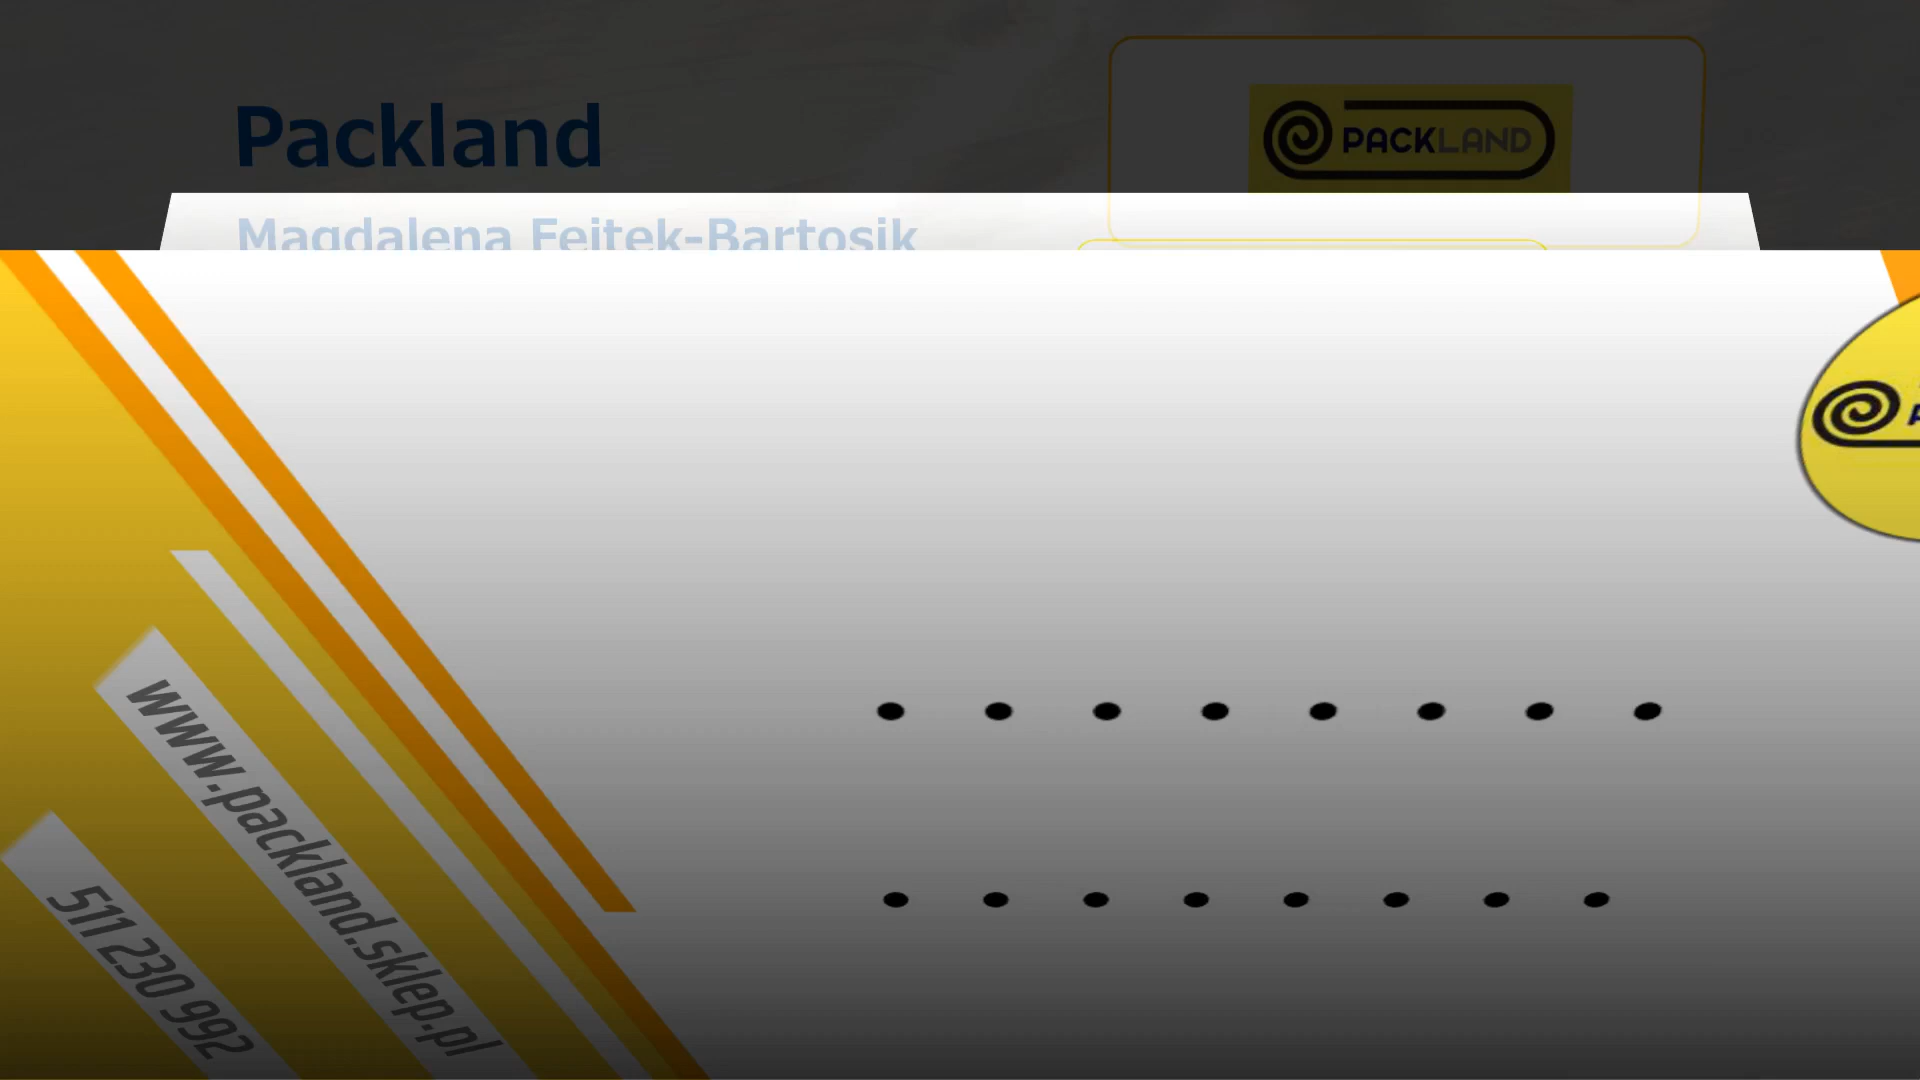 Packland
PACKLAND
Magdalena Fejtek-Bartosik
www.packland.sklep.pl
511 230 992